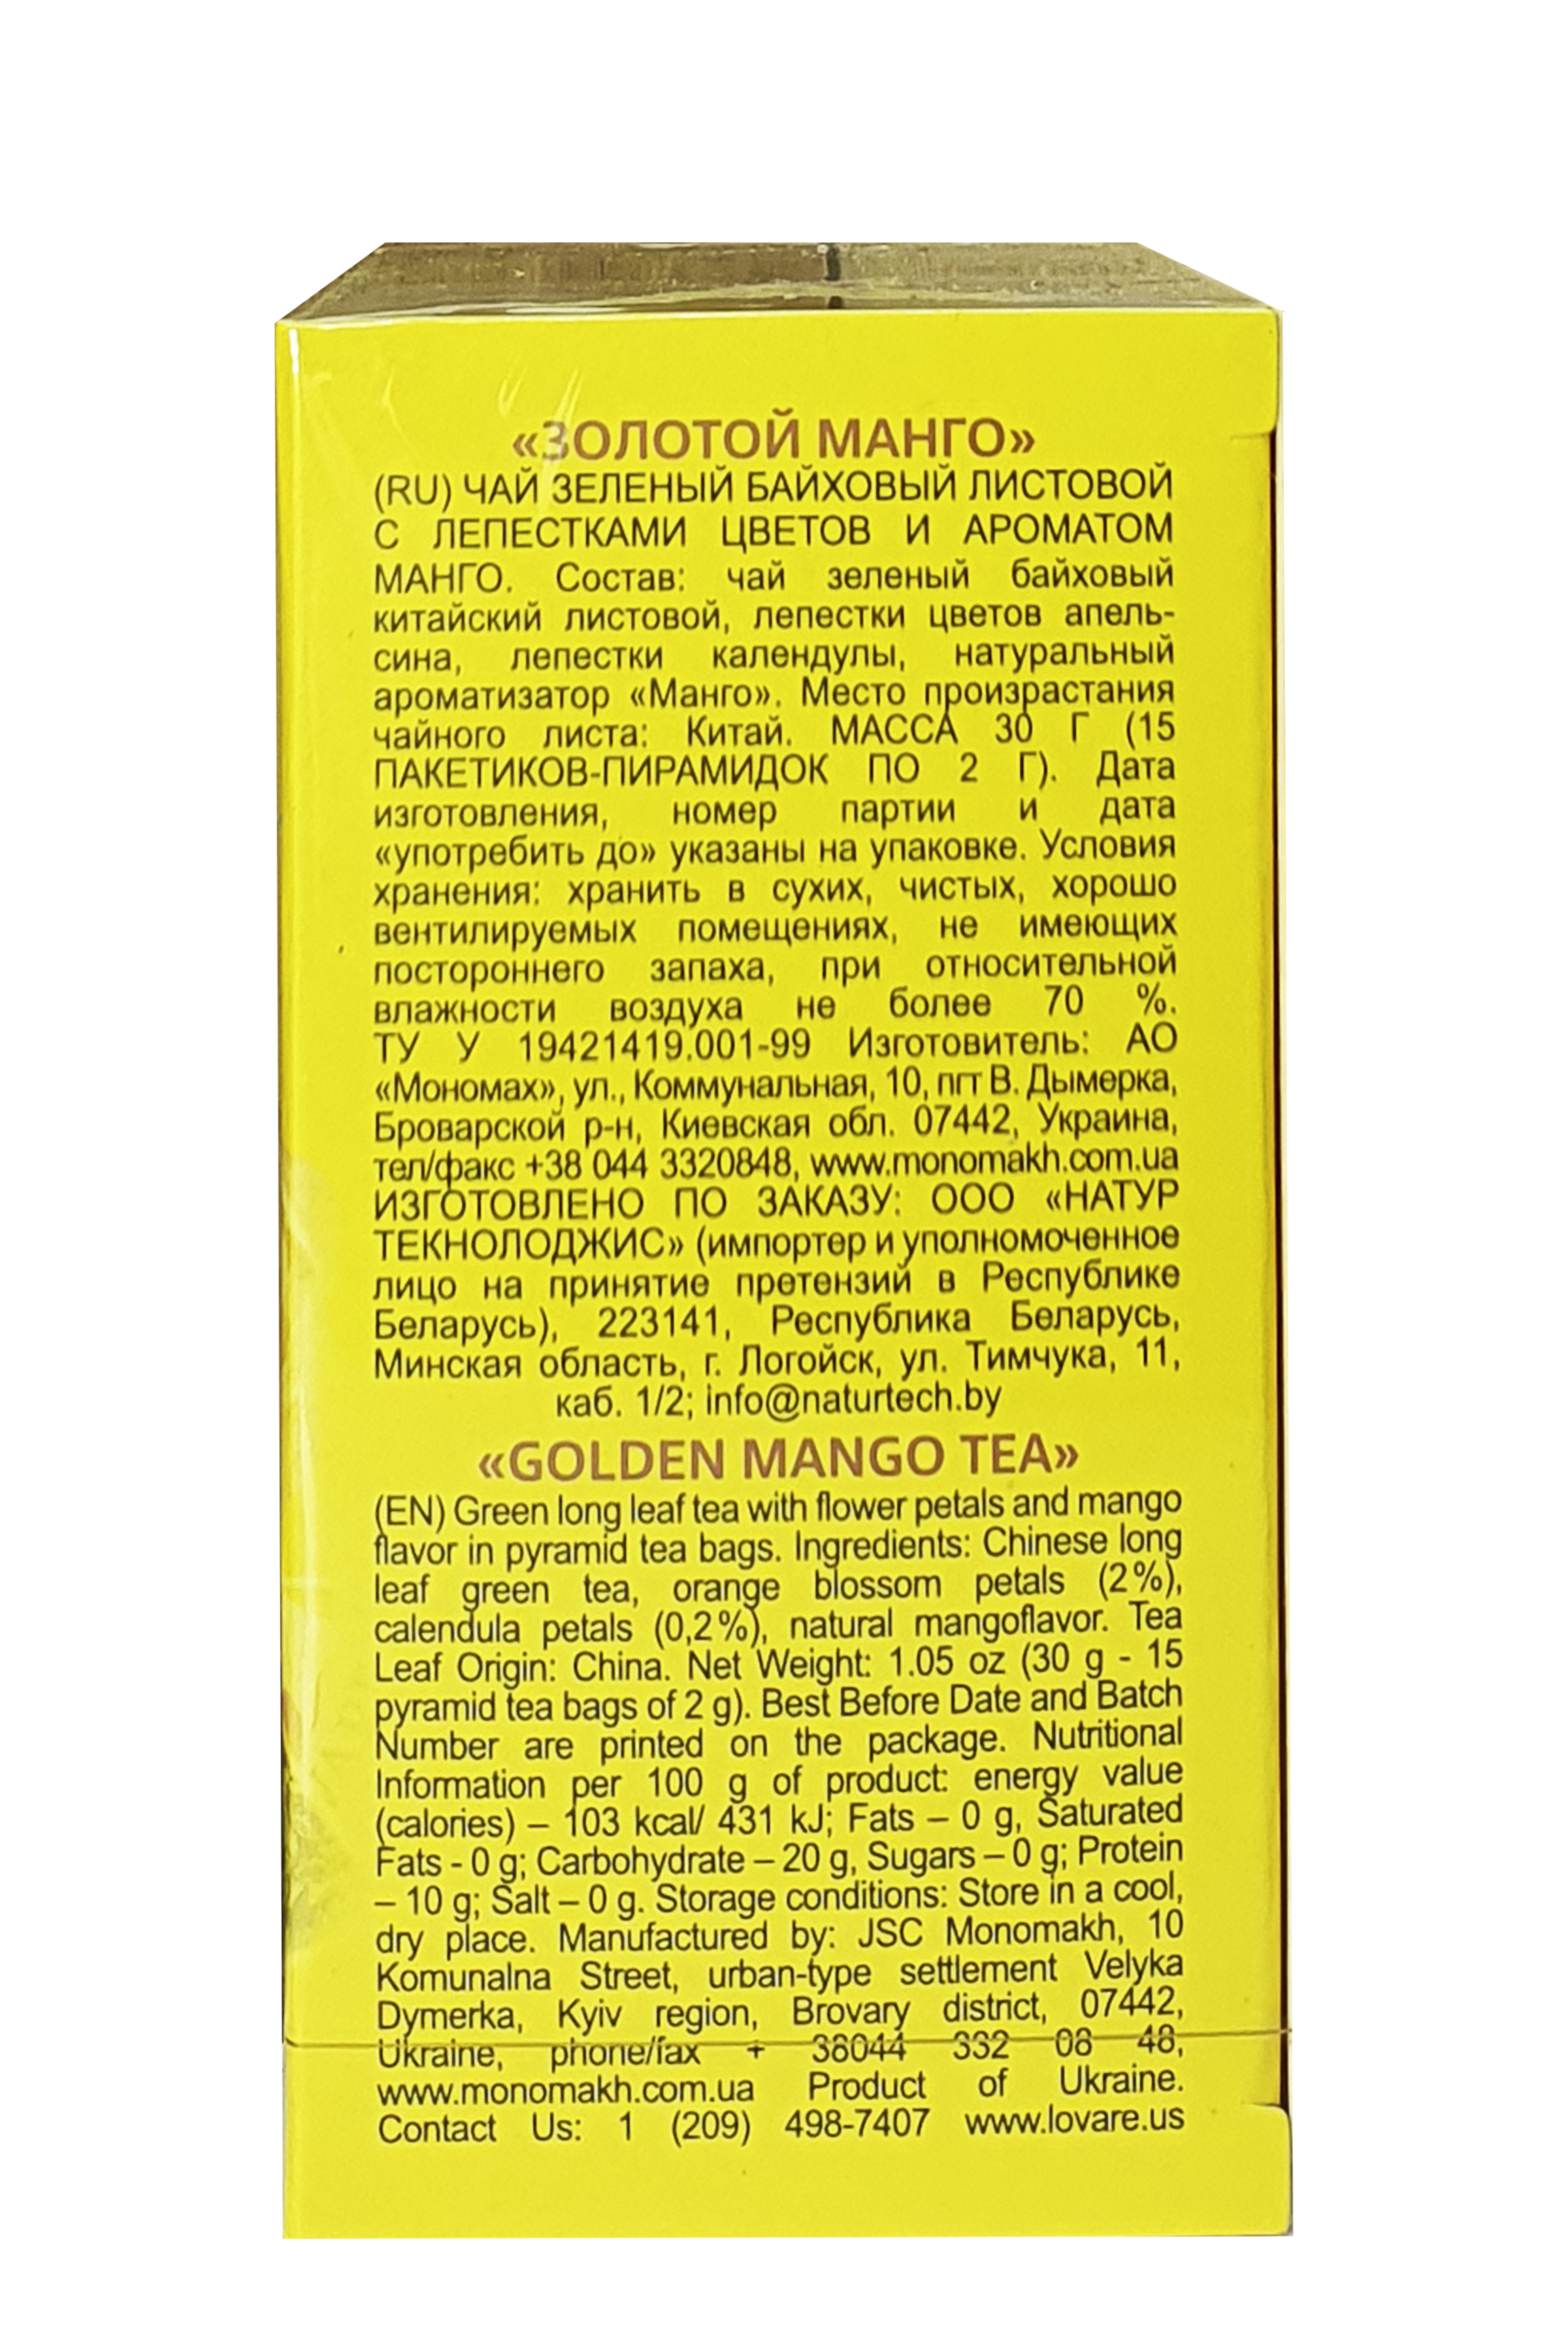 «ЗОЛОТОЙ МАНГО»
(RU) ЧАЙ ЗЕЛЕНЫЙ БАЙХОВЫЙ ЛИСТОВОЙ
С ЛЕПЕСТКАМИ ЦВЕТОВ И АРОМАТОМ
МАНГО. Состав: чай зеленый байховый
китайский листовой, лепестки цветов апель-
сина, лепестки календулы, натуральный
ароматизатор «Манго». Место произрастания
чайного листа: Китай. МАССА 30 Г (15
ПАКЕТИКОВ-ПИРАМИДОК ПО 2 Г). Дата
изготовления, номер партии и дата
«употребить до» указаны на упаковке. Условия
хранения: хранить в сухих, чистых, хорошо
вентилируемых помещениях, не имеющих
постороннего запаха, при относительной
влажности воздуха не более 70 %.
ТУ У 19421419.001-99 Изготовитель: АО
«Мономах», ул., Коммунальная, 10, пгт В. Дымерка,
Броварской р-н, Киевская обл. 07442, Украина,
тел/факс +38 044 3320848, www.monomakh.com.ua
ИЗГОТОВЛЕНО ПО ЗАКАЗУ: ООО «НАТУР
ТЕКНОЛОДЖИС» (импортер и уполномоченное
лицо на принятие претензий в Республике
Беларусь), 223141, Республика Беларусь,
Минская область, г. Логойск, ул. Тимчука, 11,
каб. 1/2; info@naturtech.by
«GOLDEN MANGO TEA»
(EN) Green long leaf tea with flower petals and mango
flavor in pyramid tea bags. Ingredients: Chinese long
leaf green tea, orange blossom petals (2%),
calendula petals (0,2%), natural mangoflavor. Tea
Leaf Origin: China. Net Weight: 1.05 oz (30 g - 15
pyramid tea bags of 2 g). Best Before Date and Batch
Number are printed on the package. Nutritional
Information per 100 g of product: energy value
(calories) – 103 kcal/ 431 kJ; Fats – 0 g, Saturated
Fats - 0 g; Carbohydrate – 20 g, Sugars – 0 g; Protein
– 10 g; Salt – 0 g. Storage conditions: Store in a cool,
dry place. Manufactured by: JSC Monomakh, 10
Komunalna Street, urban-type settlement Velyka
Dymerka, Kyiv region, Brovary district, 07442,
Ukraine, phone/fax + 38044 332 08 48,
www.monomakh.com.ua Product of Ukraine.
Contact Us: 1 (209) 498-7407 www.lovare.us